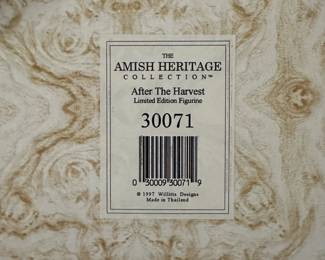 THE
AMISH HERITAGE
COLLECTION™
After The Harvest
Limited Edition Figurine
30071
0 30009 30071 9
© 1997 Willitts Designs
Made in Thailand